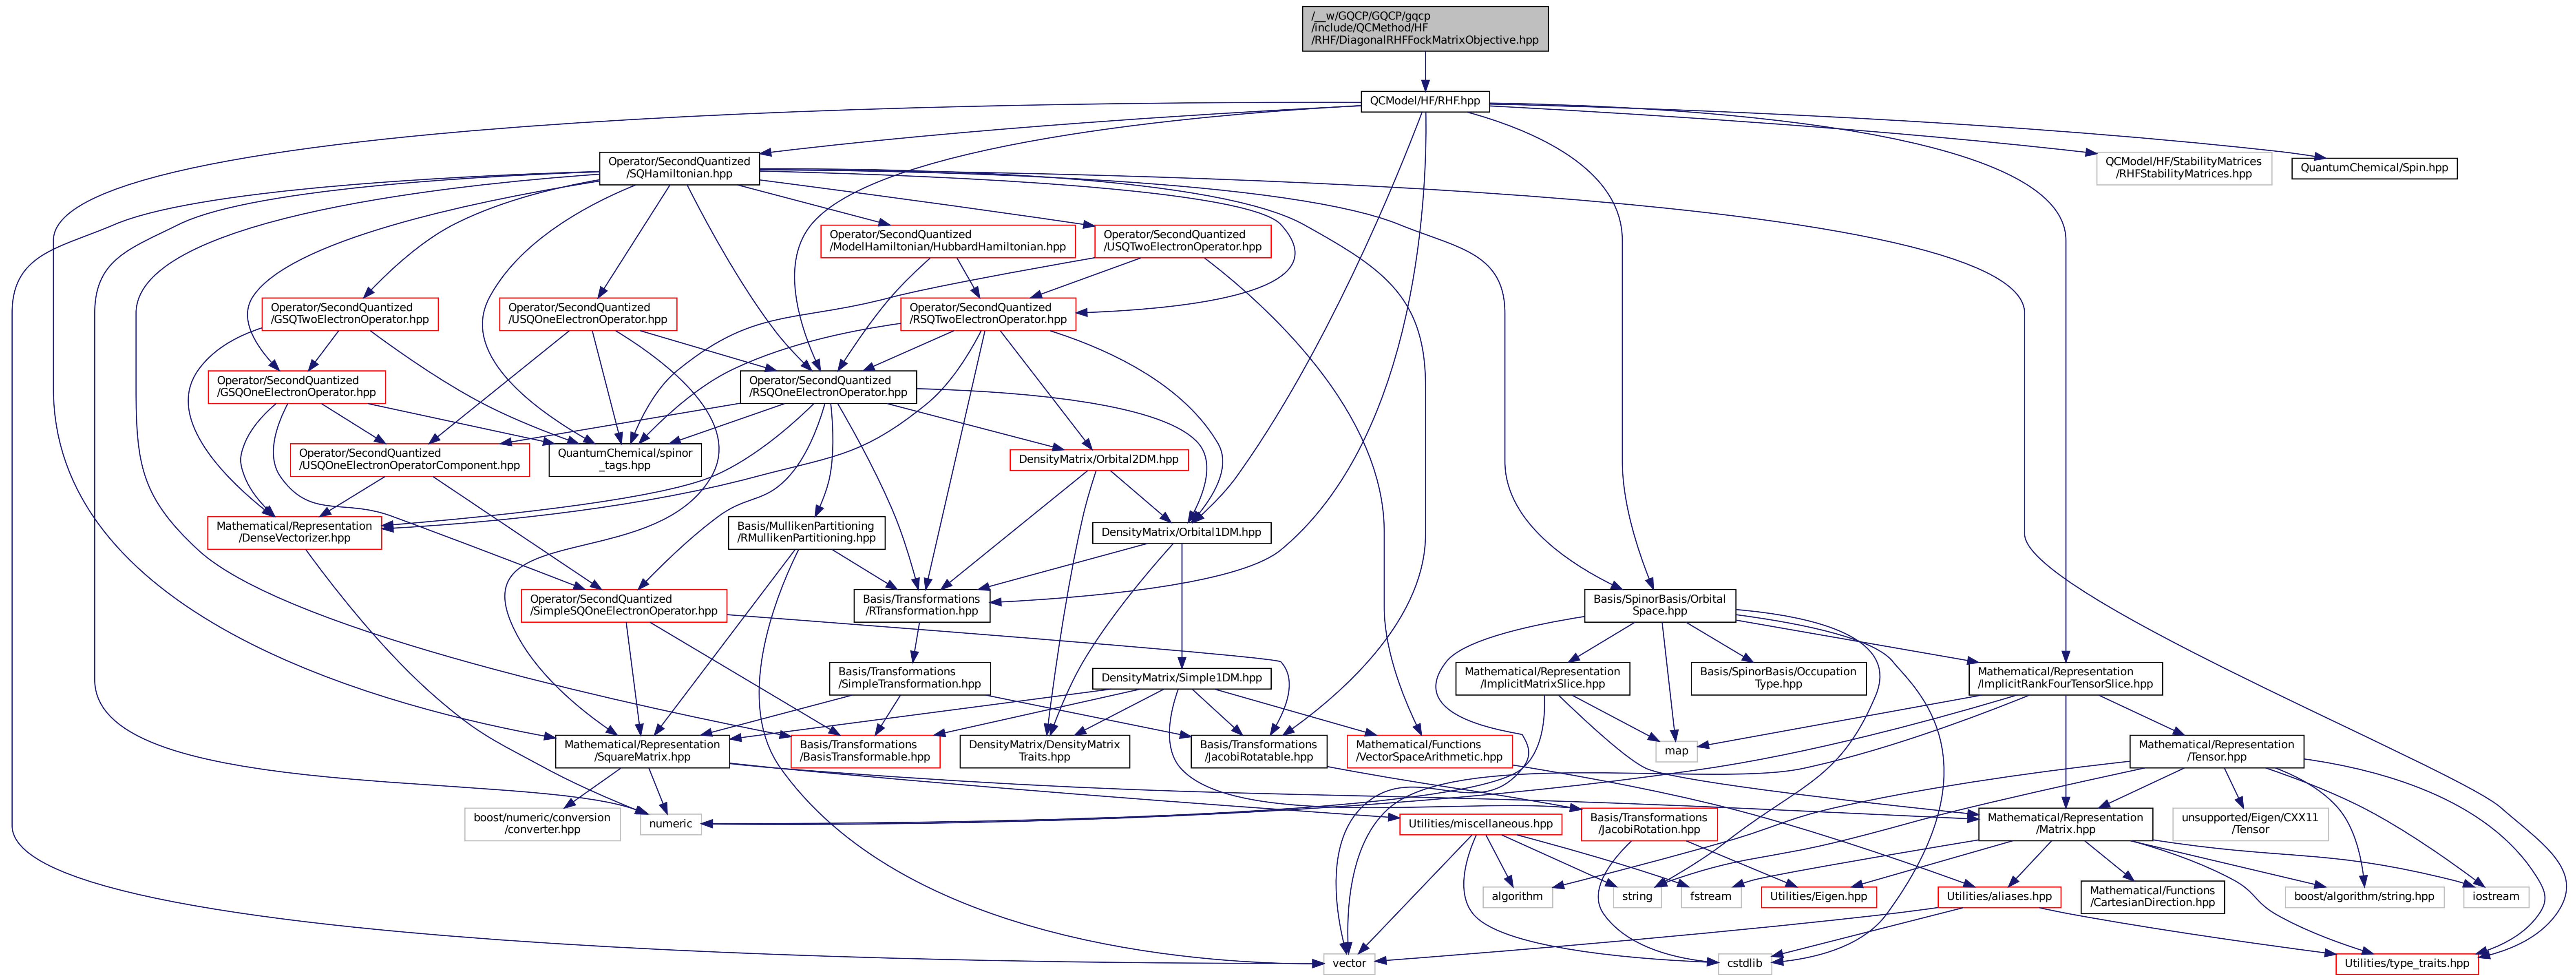 /__w/GQCP/GQCP/gqcp
/include/QCMethod/HF
/RHF/DiagonalRHFFockMatrixObjective.hpp
QCModel/HF/RHF.hpp
Operator/SecondQuantized
/SQHamiltonian.hpp
QCModel/HF/StabilityMatrices
/RHFStabilityMatrices.hpp
QuantumChemical/Spin.hpp
Operator/SecondQuantized
/ModelHamiltonian/HubbardHamiltonian.hpp
Operator/SecondQuantized
/USQTwoElectronOperator.hpp
Operator/SecondQuantized
/GSQTwoElectronOperator.hpp
Operator/SecondQuantized
/USQOneElectronOperator.hpp
Operator/SecondQuantized
/RSQTwoElectronOperator.hpp
Operator/SecondQuantized
/GSQOneElectronOperator.hpp
Operator/SecondQuantized
/RSQOneElectronOperator.hpp
Operator/SecondQuantized
/USQOneElectronOperatorComponent.hpp
QuantumChemical/spinor
_tags.hpp
DensityMatrix/Orbital2DM.hpp
Mathematical/Representation
/DenseVectorizer.hpp
Basis/MullikenPartitioning
/RMullikenPartitioning.hpp
DensityMatrix/Orbital1DM.hpp
Operator/SecondQuantized
/SimpleSQOneElectronOperator.hpp
Basis/Transformations
/RTransformation.hpp
Basis/SpinorBasis/Orbital
Space.hpp
Basis/Transformations
/SimpleTransformation.hpp
DensityMatrix/Simple1DM.hpp
Mathematical/Representation
/ImplicitMatrixSlice.hpp
Basis/SpinorBasis/Occupation
Type.hpp
Mathematical/Representation
/ImplicitRankFourTensorSlice.hpp
Mathematical/Representation
/SquareMatrix.hpp
Basis/Transformations
/BasisTransformable.hpp
DensityMatrix/DensityMatrix
Traits.hpp
Basis/Transformations
/JacobiRotatable.hpp
Mathematical/Functions
/VectorSpaceArithmetic.hpp
map
Mathematical/Representation
/Tensor.hpp
boost/numeric/conversion
/converter.hpp
numeric
Utilities/miscellaneous.hpp
Basis/Transformations
/JacobiRotation.hpp
Mathematical/Representation
/Matrix.hpp
unsupported/Eigen/CXX11
/Tensor
algorithm
string
fstream
Utilities/Eigen.hpp
Utilities/aliases.hpp
Mathematical/Functions
/CartesianDirection.hpp
boost/algorithm/string.hpp
iostream
vector
cstdlib
Utilities/type_traits.hpp